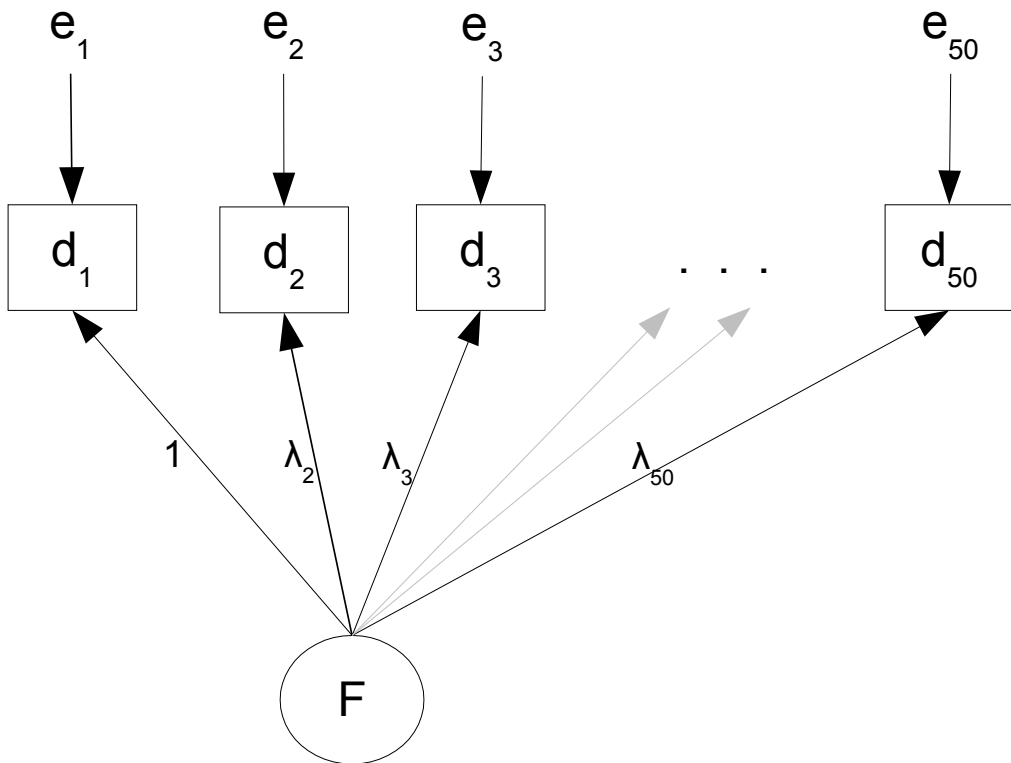 e₁ e₂ e₃ e₅₀
d₁ d₂ d₃ . . . d₅₀
1 λ₂ λ₃ λ₅₀
F